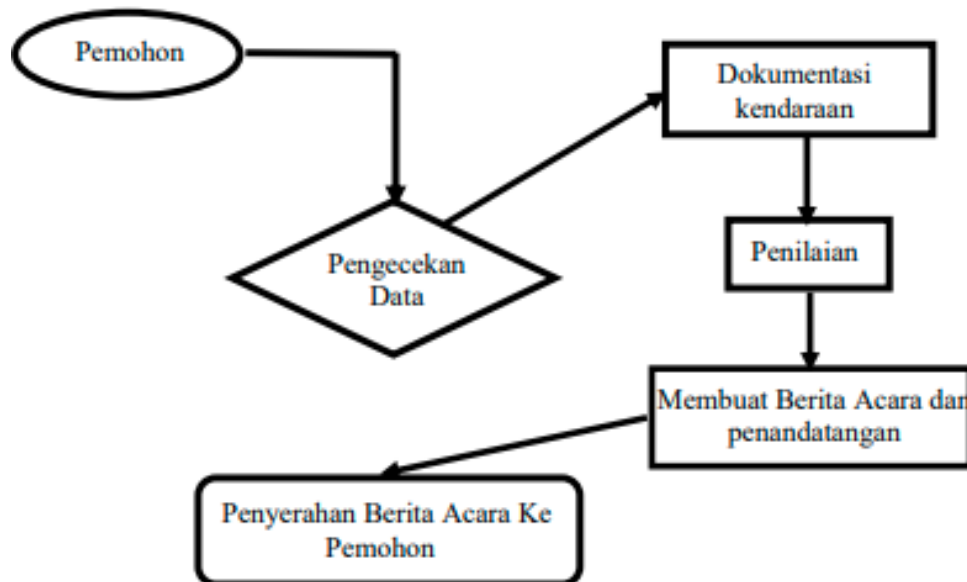 Pemohon
Pengecekan
Data
Dokumentasi
kendaraan
Penilaian
Membuat Berita Acara dan
penandatangan
Penyerahan Berita Acara Ke
Pemohon